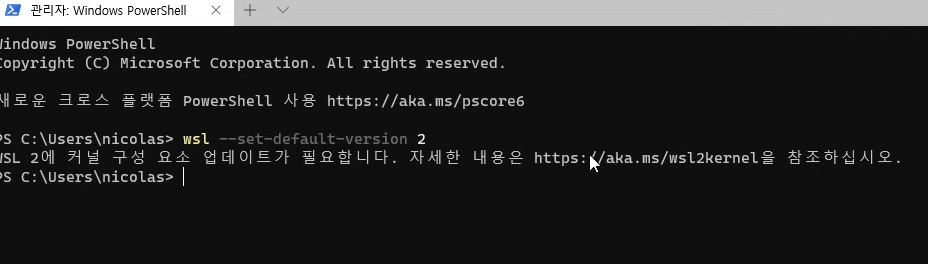 관리자: Windows PowerShell
Windows PowerShell
Copyright (C) Microsoft Corporation. All rights reserved.
새로운 크로스 플랫폼 PowerShell 사용 https://aka.ms/pscore6
PS C:\Users\nicolas> wsl --set-default-version 2
WSL 2에 커널 구성 요소 업데이트가 필요합니다. 자세한 내용은 https://aka.ms/wsl2kernel을 참조하십시오.
PS C:\Users\nicolas>